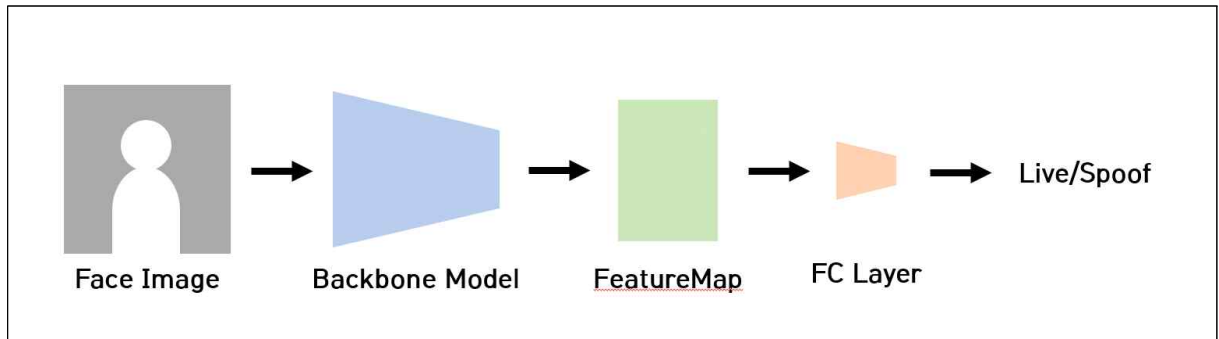 Live/Spoof
Face Image
Backbone Model
FeatureMap
FC Layer